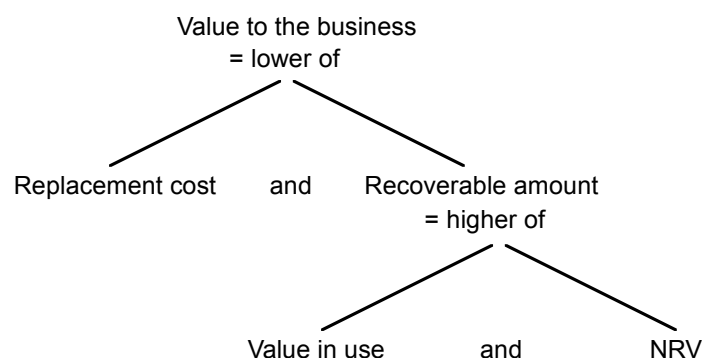 Value to the business
= lower of
Replacement cost and Recoverable amount
= higher of
Value in use and NRV